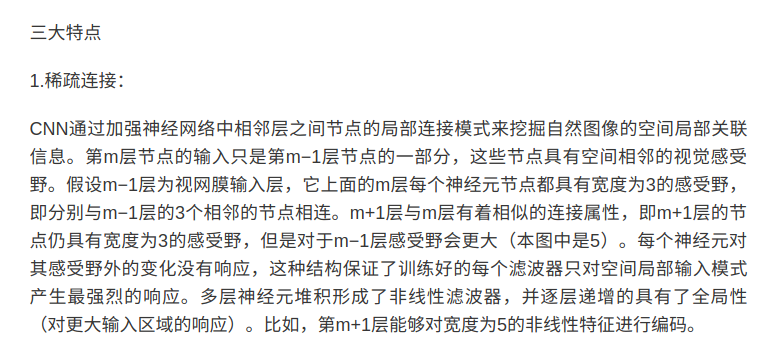 三大特点
1.稀疏连接：
CNN通过加强神经网络中相邻层之间节点的局部连接模式来挖掘自然图像的空间局部关联
信息。第m层节点的输入只是第m−1层节点的一部分，这些节点具有空间相邻的视觉感受
野。假设m−1层为视网膜输入层，它上面的m层每个神经元节点都具有宽度为3的感受野，
即分别与m−1层的3个相邻的节点相连。m+1层与m层有着相似的连接属性，即m+1层的节
点仍具有宽度为3的感受野，但是对于m−1层感受野会更大（本图中是5）。每个神经元对
其感受野外的变化没有响应，这种结构保证了训练好的每个滤波器只对空间局部输入模式
产生最强烈的响应。多层神经元堆积形成了非线性滤波器，并逐层递增的具有了全局性
（对更大输入区域的响应）。比如，第m+1层能够对宽度为5的非线性特征进行编码。